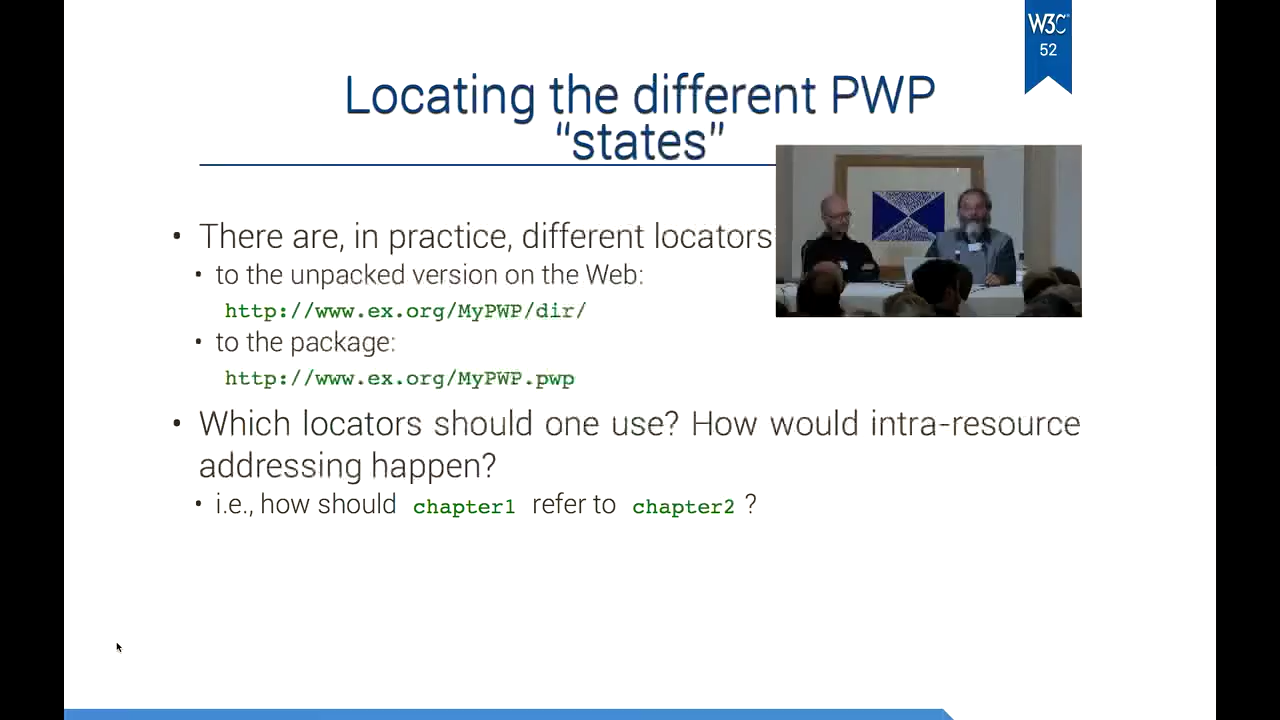 W3C®
52
Locating the different PWP
“states”
• There are, in practice, different locators
• to the unpacked version on the Web:
http://www.ex.org/MyPWP/dir/
• to the package:
http://www.ex.org/MyPWP.pwp
• Which locators should one use? How would intra-resource
addressing happen?
• i.e., how should chapter1 refer to chapter2 ?